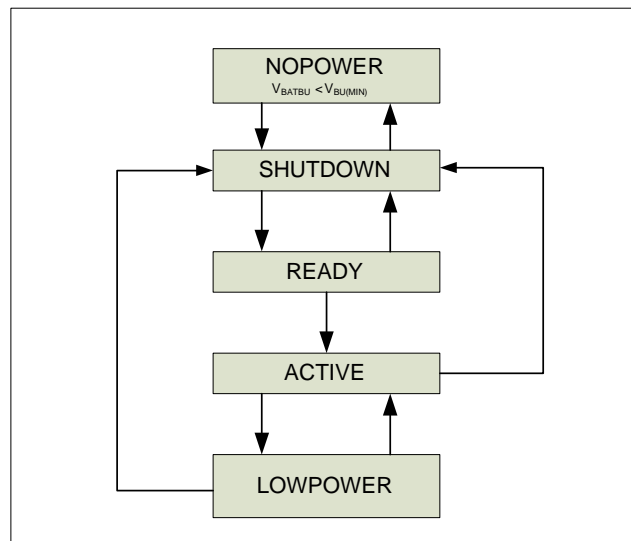 NOPOWER
VBATBU < VBU(MIN)
SHUTDOWN
READY
ACTIVE
LOWPOWER